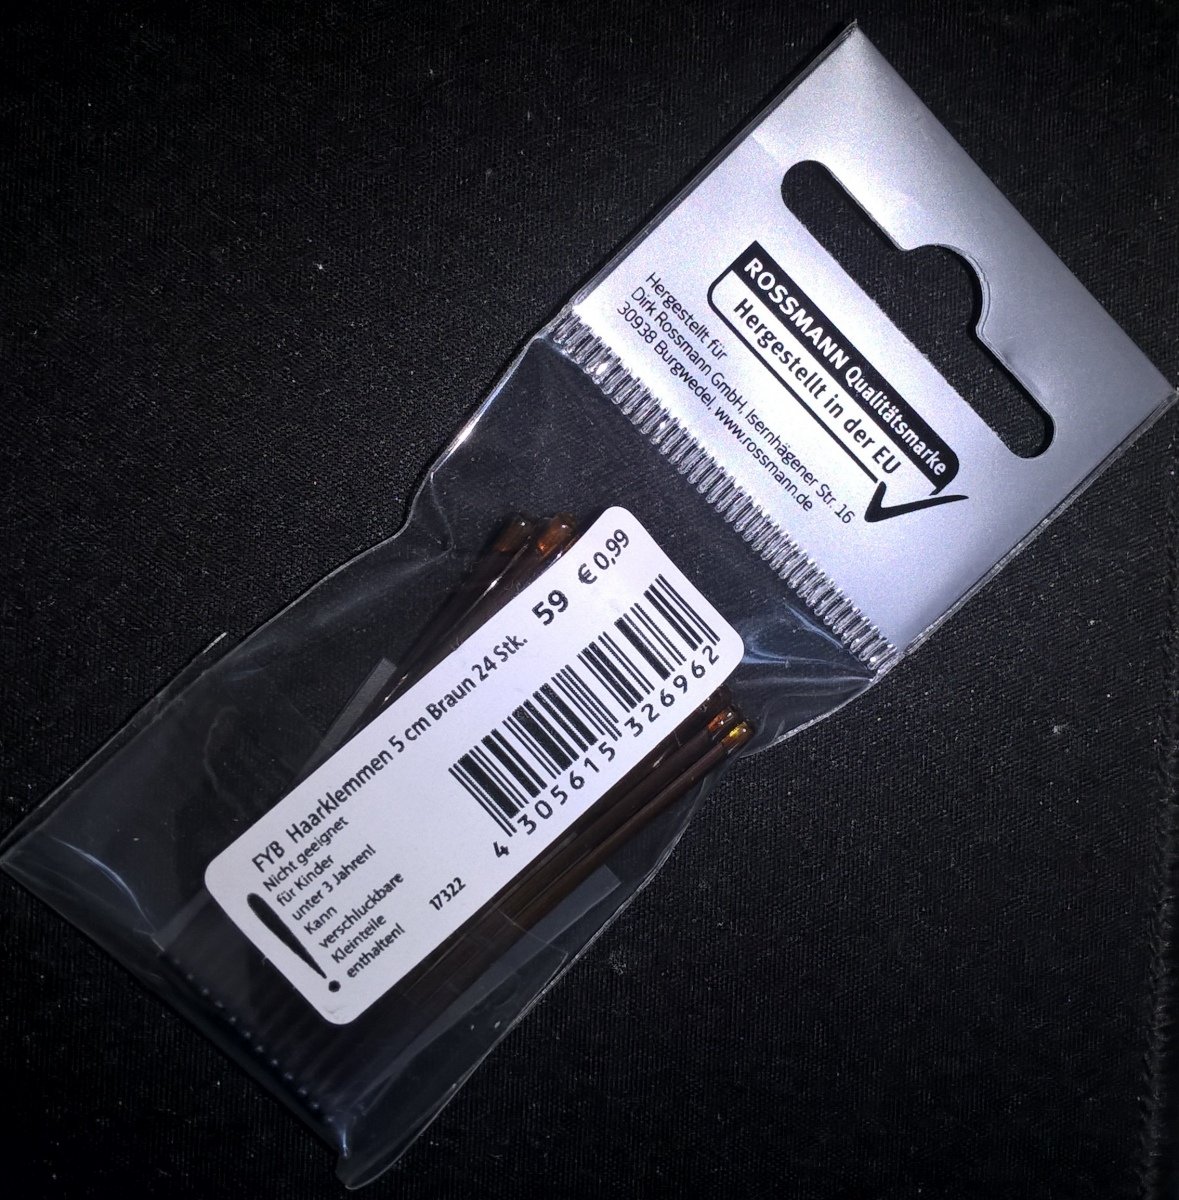 ROSSMANN Qualitätsmarke
Hergestellt in der EU
Hergestellt für
Dirk Rossmann GmbH, Isernhägener Str. 16
30938 Burgwedel, www.rossmann.de
FYB Haarklemmen 5 cm Braun 24 Stk. 59 € 0,99
Nicht geeignet
für Kinder
unter 3 Jahren!
Kann
verschluckbare
Kleinteile
enthalten!
!
17322
4 305615 326962